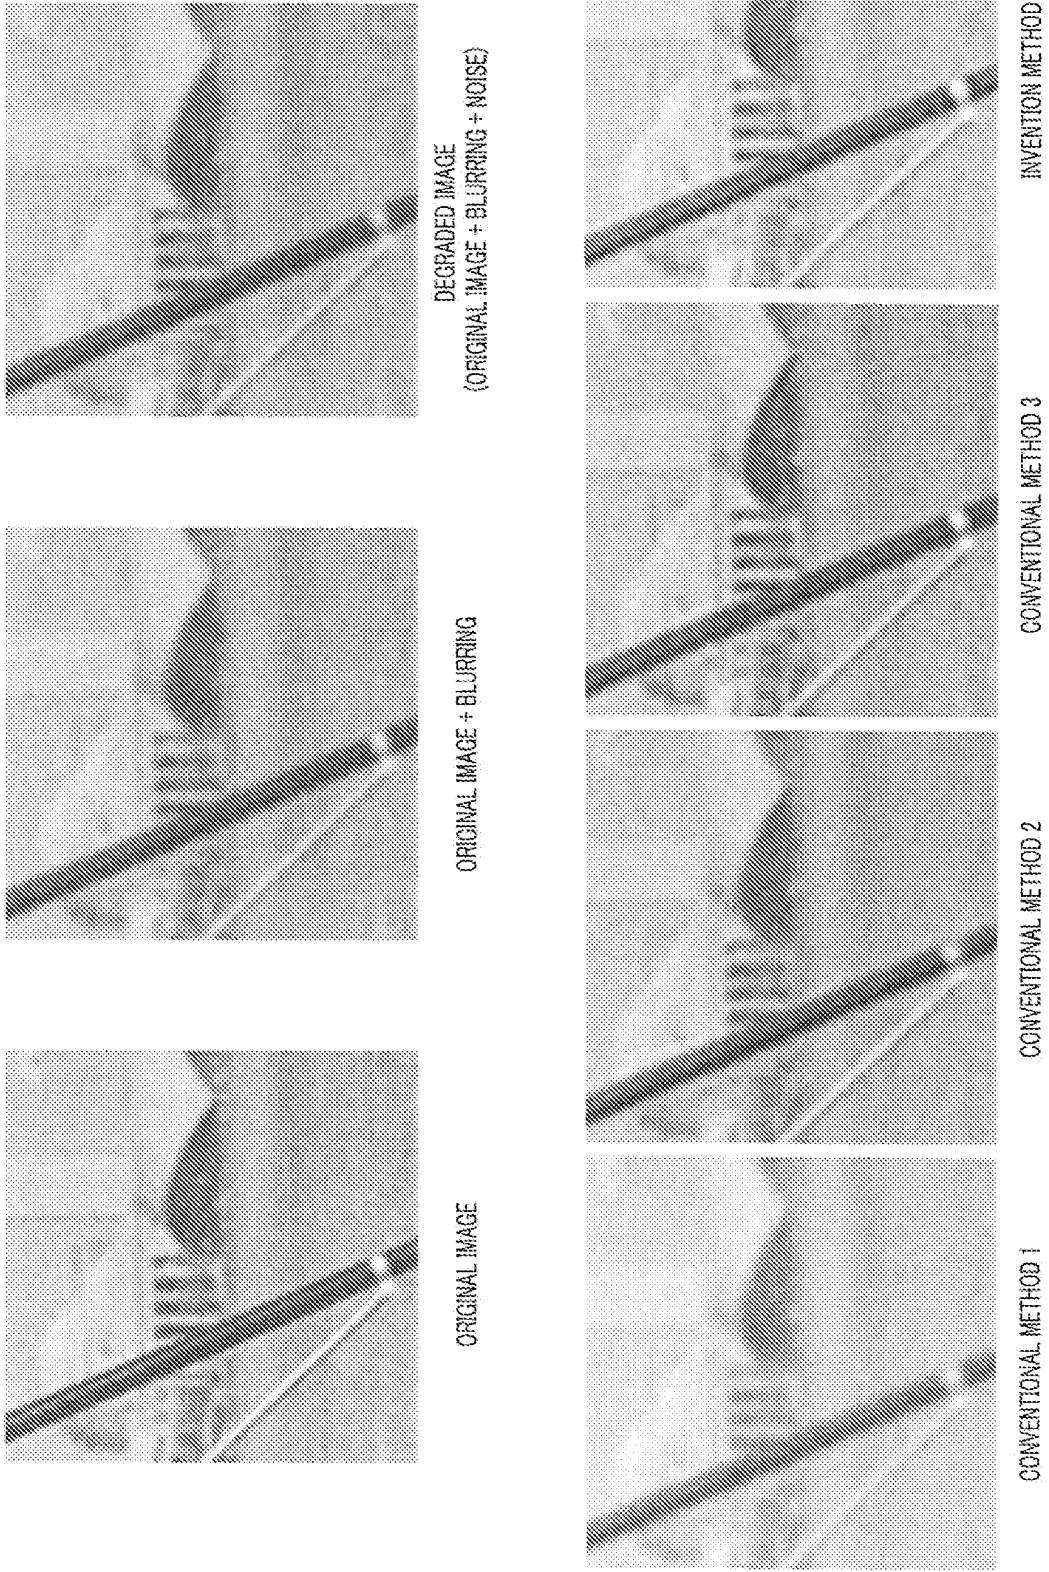 ORIGINAL IMAGE
ORIGINAL IMAGE + BLURRING
DEGRADED IMAGE
(ORIGINAL IMAGE + BLURRING + NOISE)
CONVENTIONAL METHOD 1
CONVENTIONAL METHOD 2
CONVENTIONAL METHOD 3
INVENTION METHOD